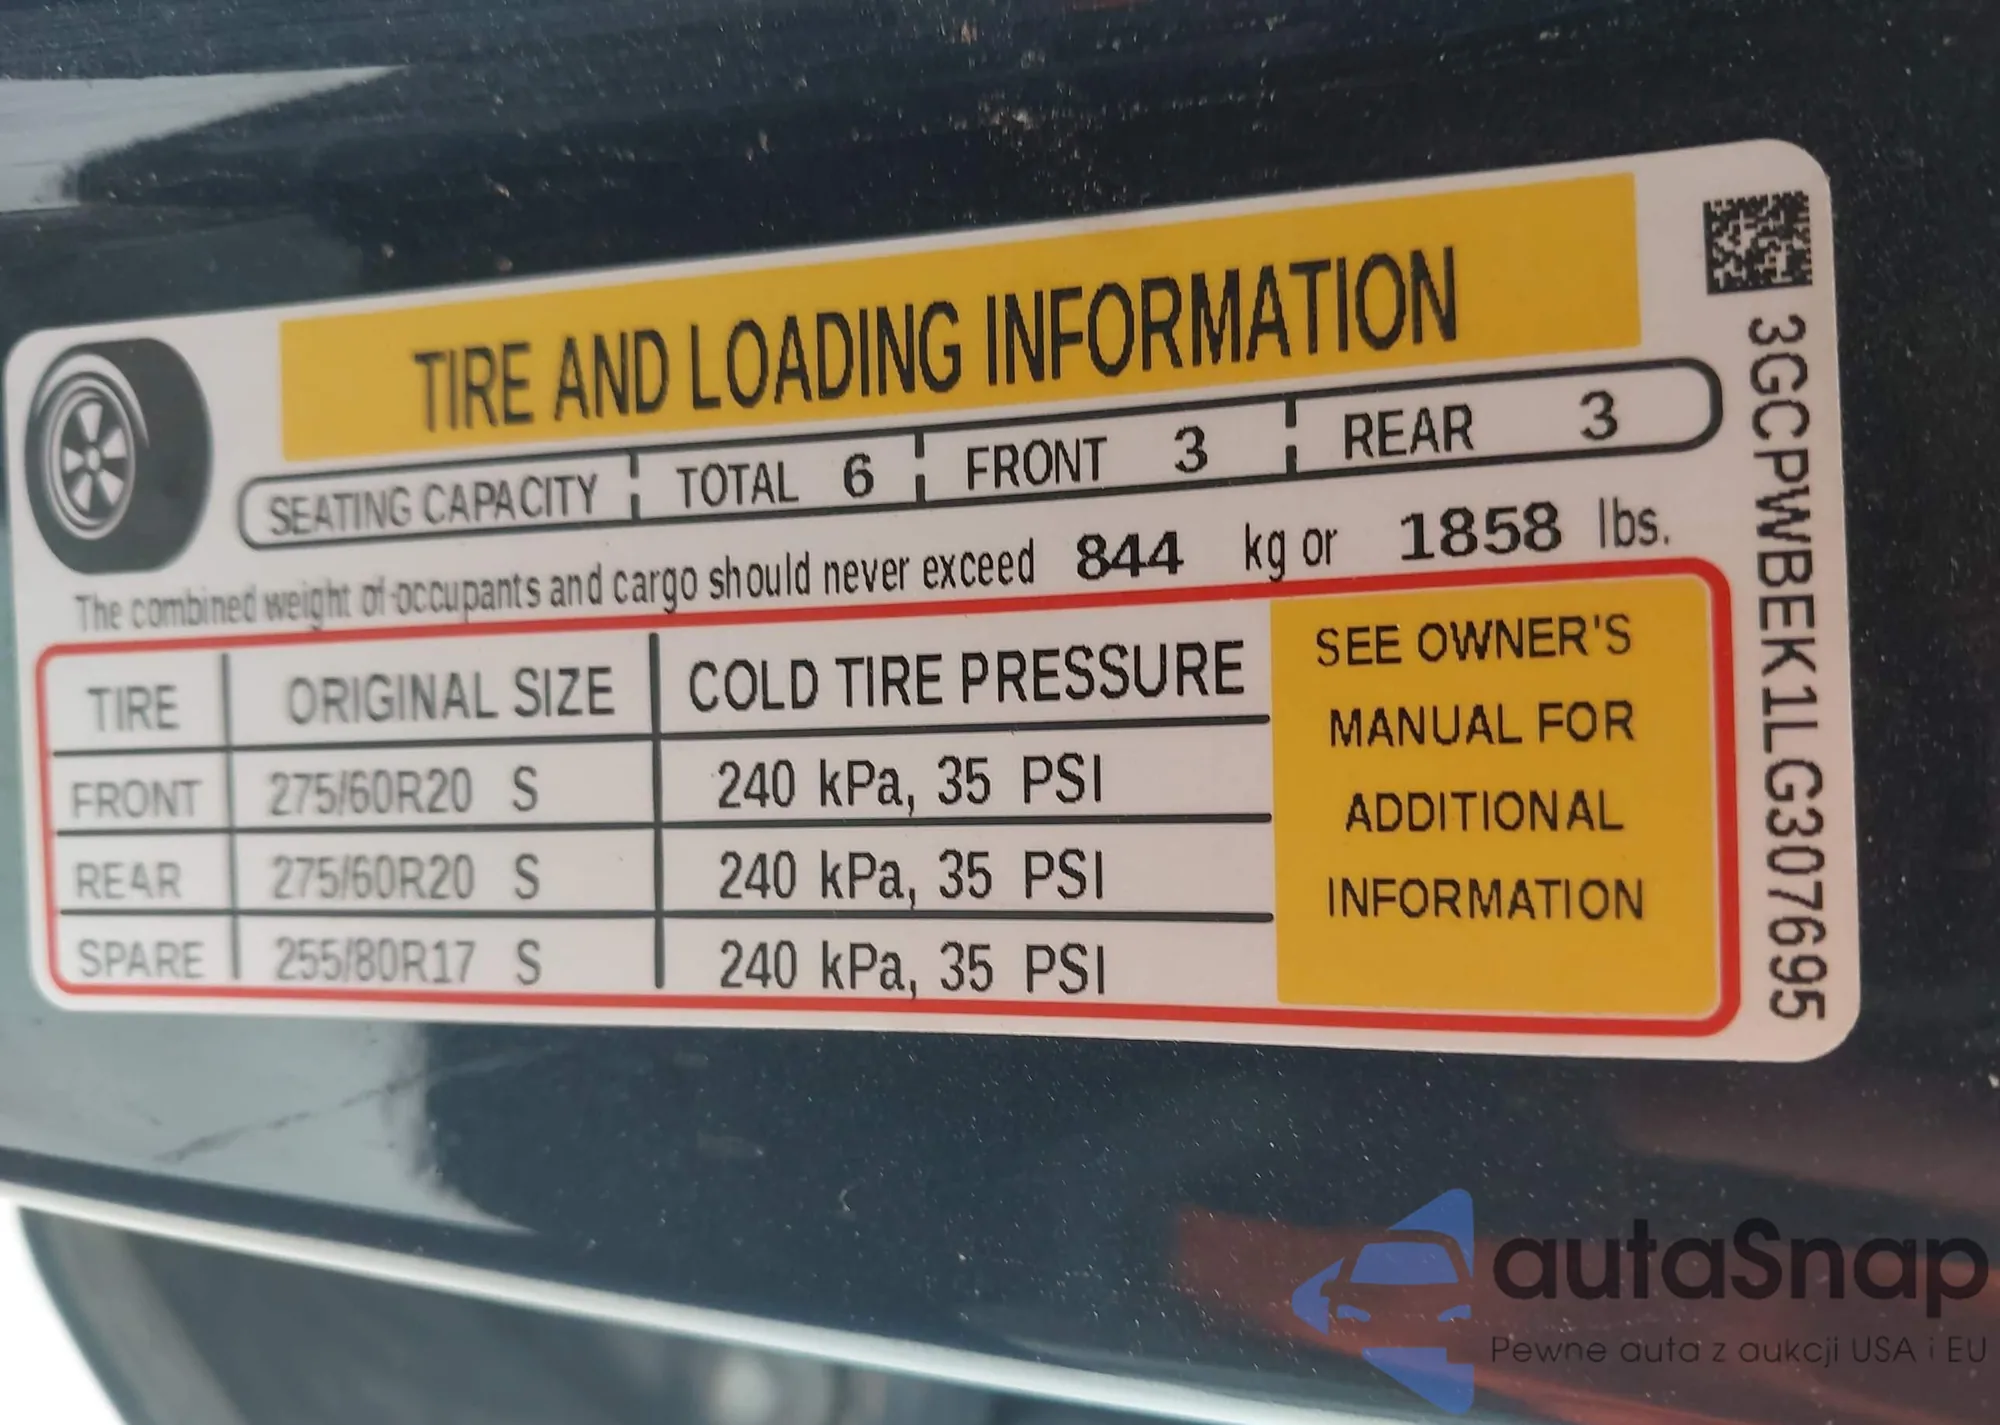 TIRE AND LOADING INFORMATION
SEATING CAPACITY TOTAL 6 FRONT 3 REAR 3
The combined weight of occupants and cargo should never exceed 844 kg or 1858 lbs.
TIRE ORIGINAL SIZE COLD TIRE PRESSURE
FRONT 275/60R20 S 240 kPa, 35 PSI
REAR 275/60R20 S 240 kPa, 35 PSI
SPARE 255/80R17 S 240 kPa, 35 PSI
SEE OWNER'S
MANUAL FOR
ADDITIONAL
INFORMATION
3GCPWBEK1LG307695
autaSnap
Pewne auta z aukcji USA i EU